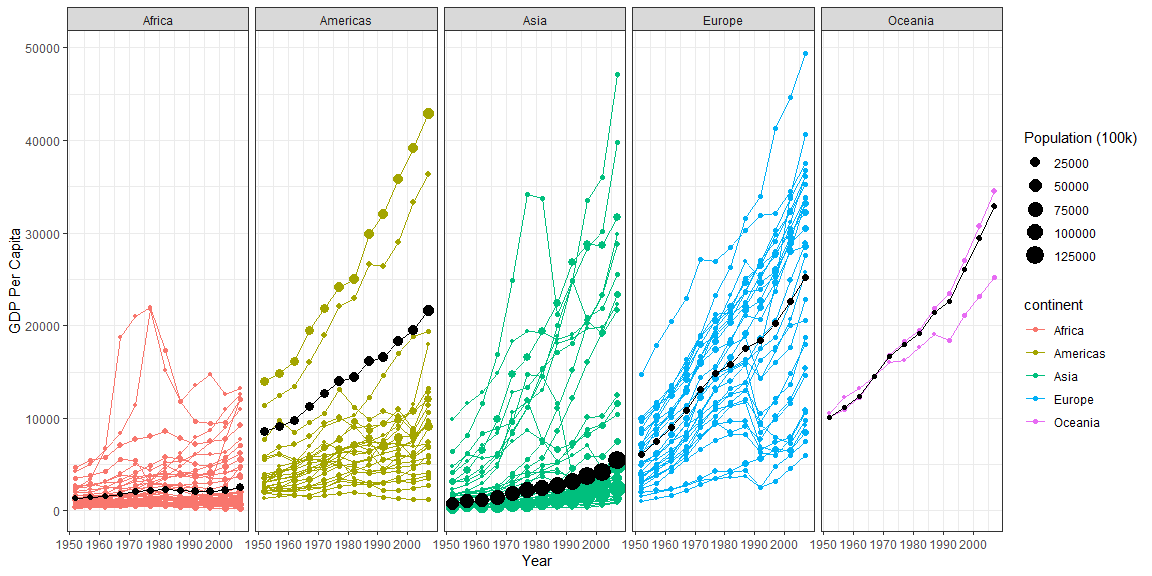 Africa Americas Asia Europe Oceania
50000
40000
30000
20000
10000
0
GDP Per Capita
1950 1960 1970 1980 1990 2000 1950 1960 1970 1980 1990 2000 1950 1960 1970 1980 1990 2000 1950 1960 1970 1980 1990 2000 1950 1960 1970 1980 1990 2000
Year
Population (100k)
25000
50000
75000
100000
125000
continent
Africa
Americas
Asia
Europe
Oceania